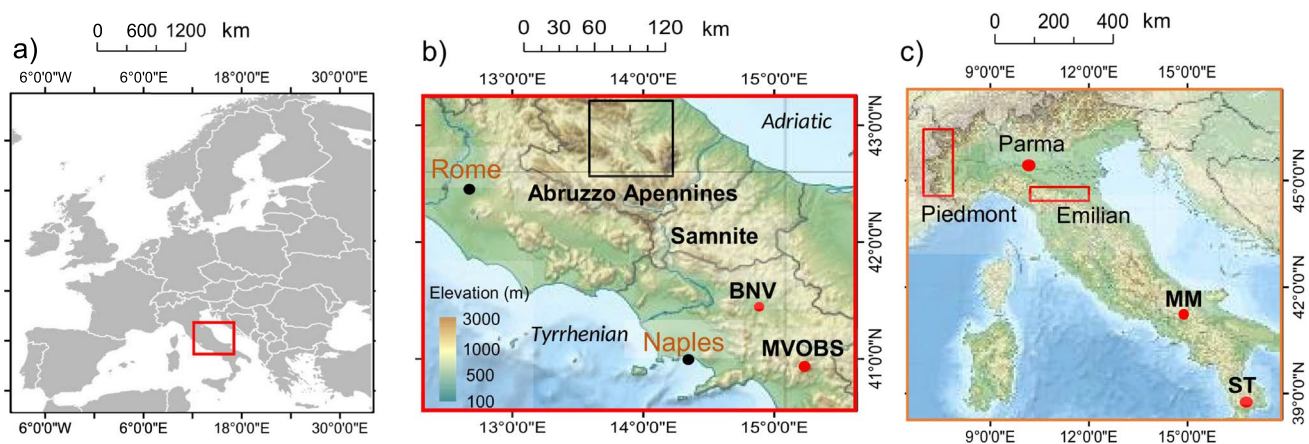 a)
0 600 1200 km
6°0'0"W 6°0'0"E 18°0'0"E 30°0'0"E
6°0'0"W 6°0'0"E 18°0'0"E 30°0'0"E
b)
0 30 60 120 km
13°0'0"E 14°0'0"E 15°0'0"E
Adriatic
43°0'0"N
Rome
Abruzzo Apennines
Samnite
42°0'0"N
BNV
Elevation (m)
3000
1000
500
100
Tyrrhenian
Naples
MVOBS
41°0'0"N
13°0'0"E 14°0'0"E 15°0'0"E
c)
0 200 400 km
9°0'0"E 12°0'0"E 15°0'0"E
Parma
45°0'0"N
Piedmont
Emilian
42°0'0"N
MM
ST
39°0'0"N
9°0'0"E 12°0'0"E 15°0'0"E